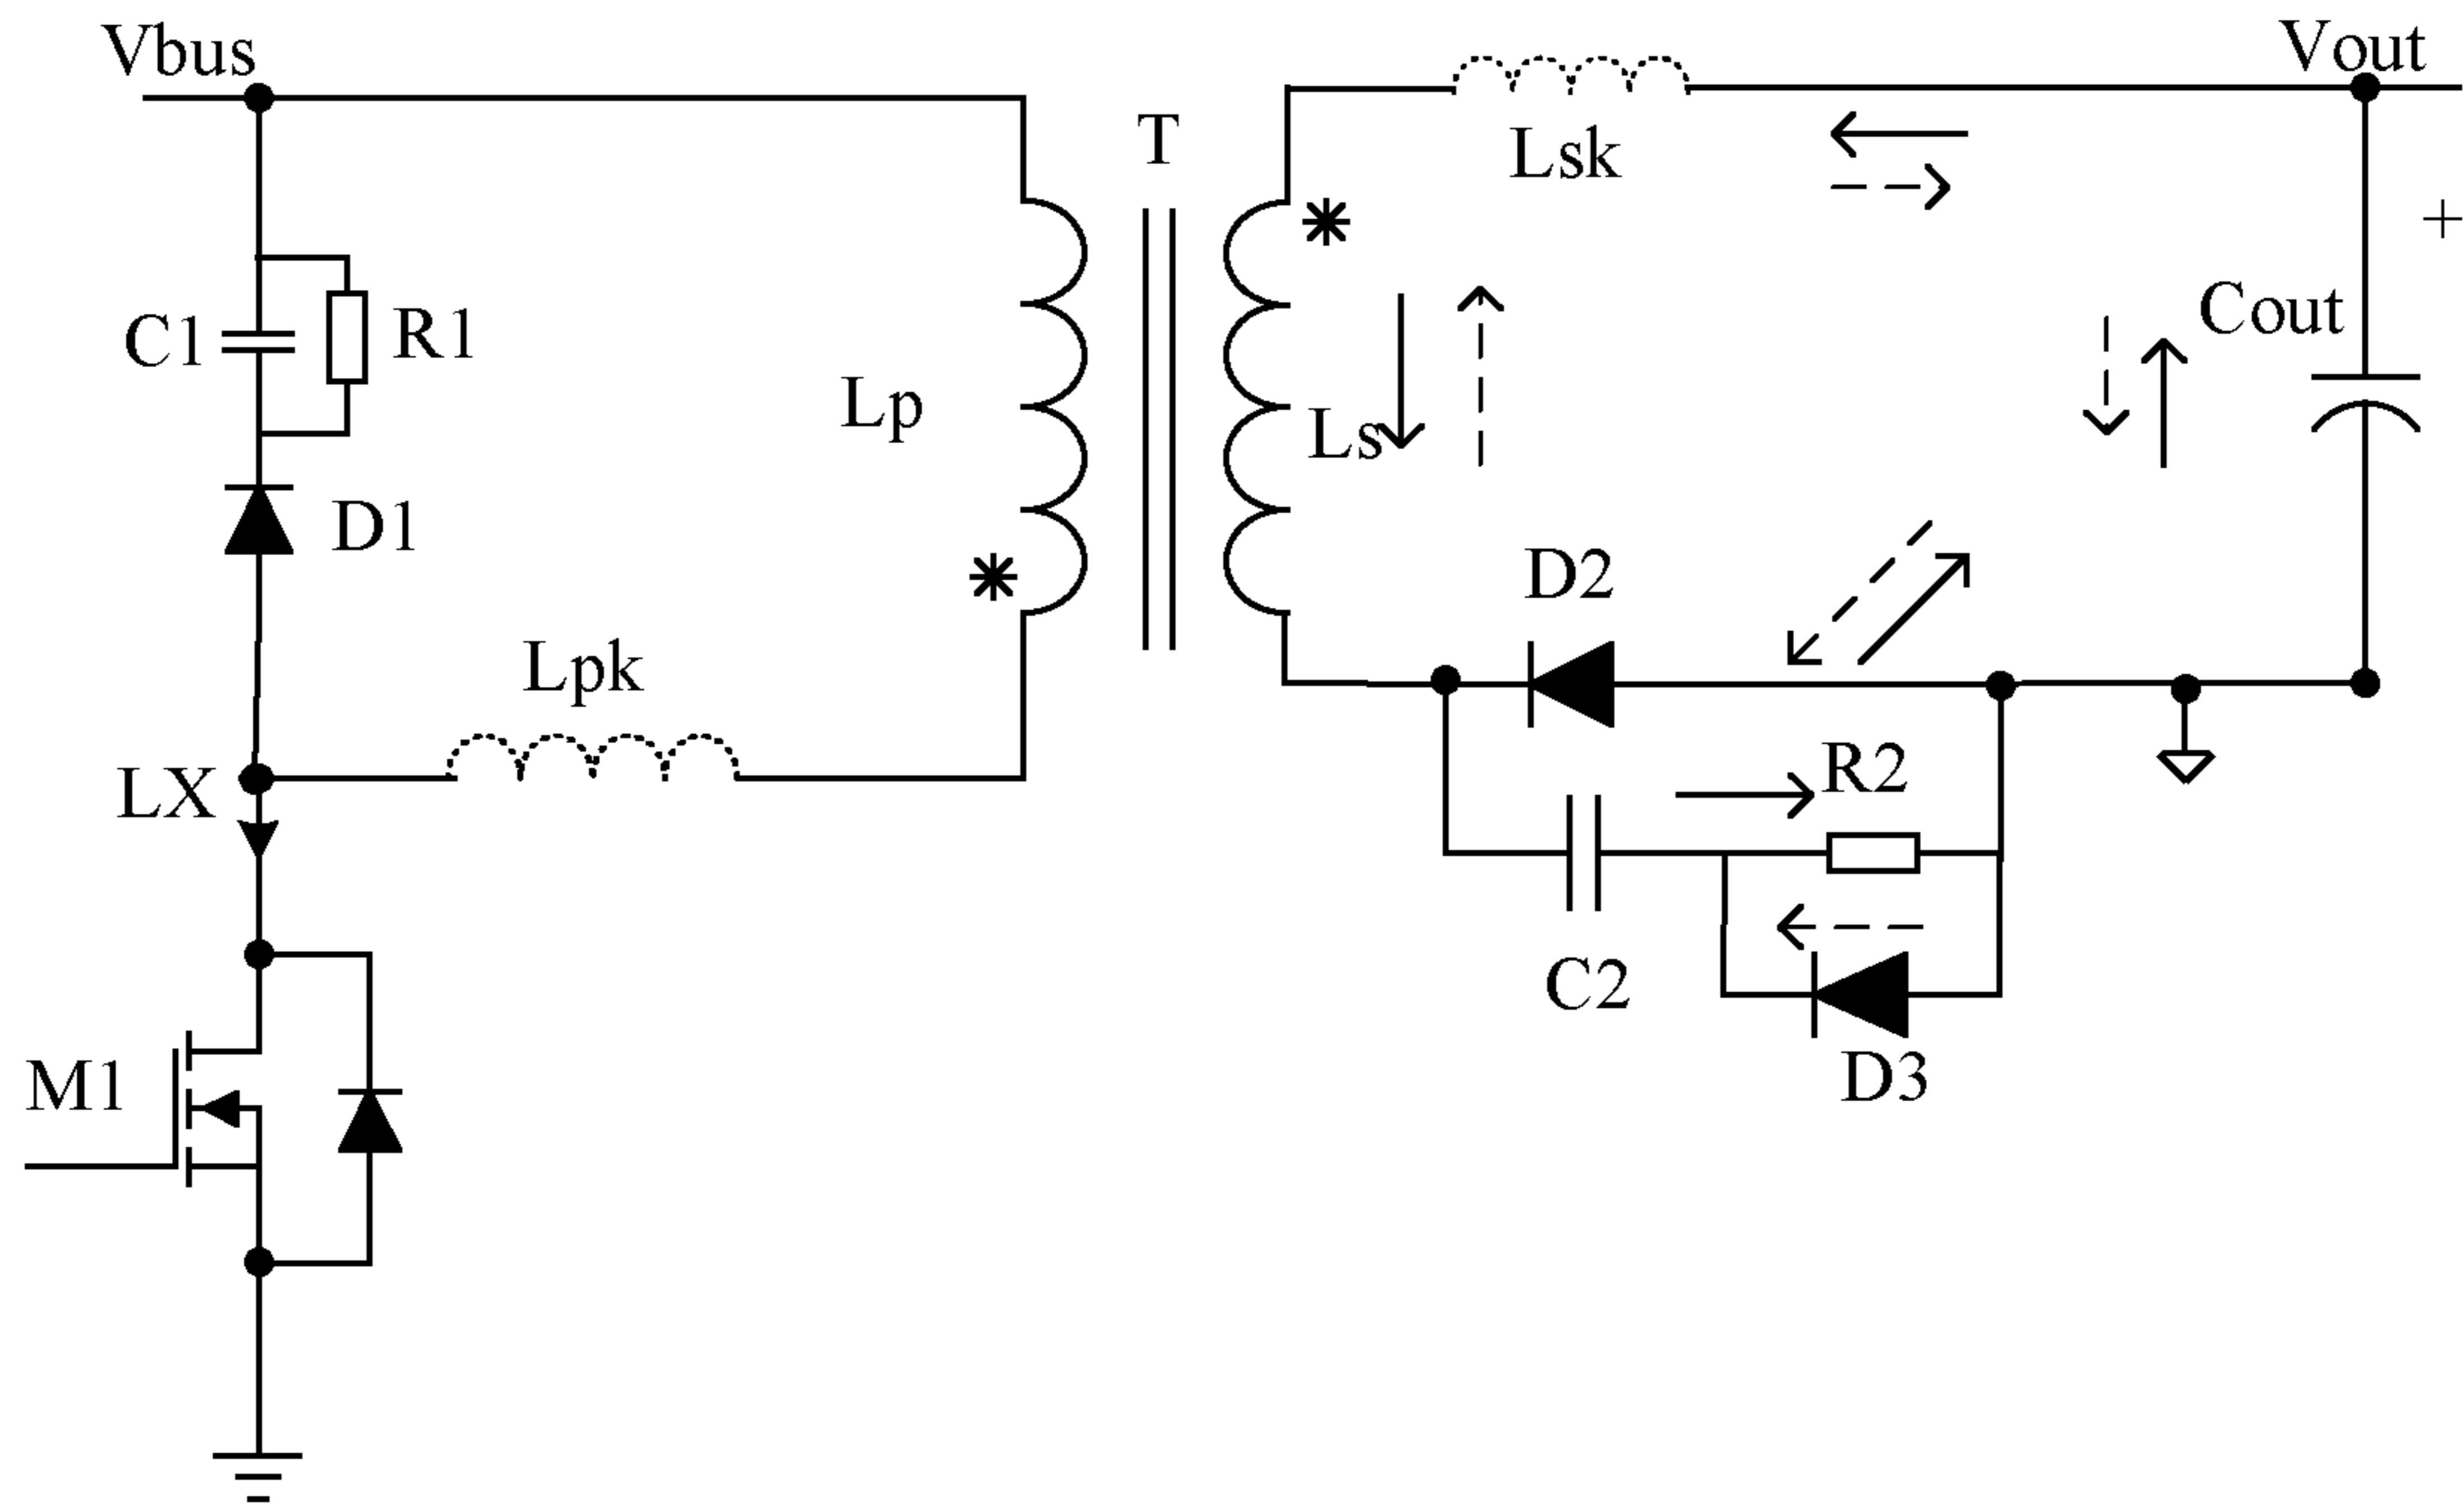 Vbus
Vout
T
Lsk
+
C1
R1
Cout
Lp
Ls
D1
D2
Lpk
LX
R2
C2
M1
D3